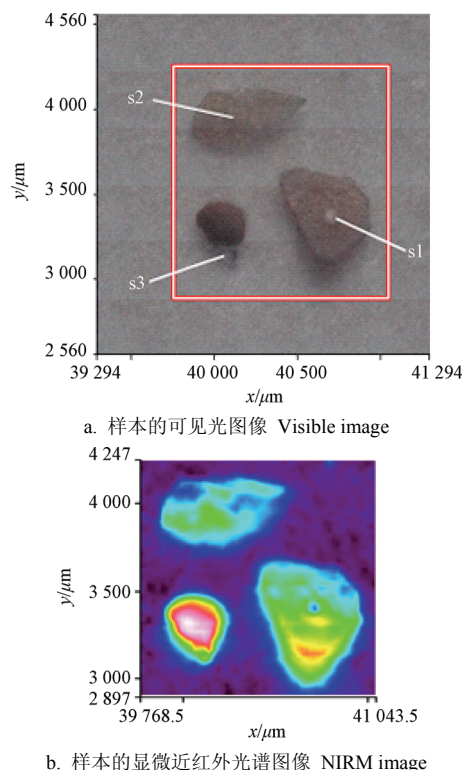 4 560
4 000
3 500
3 000
2 560
y/μm
s2
s1
s3
39 294
40 000
40 500
41 294
x/μm
a. 样本的可见光图像 Visible image
4 247
4 000
3 500
3 000
2 897
y/μm
39 768.5
41 043.5
x/μm
b. 样本的显微近红外光谱图像 NIRM image